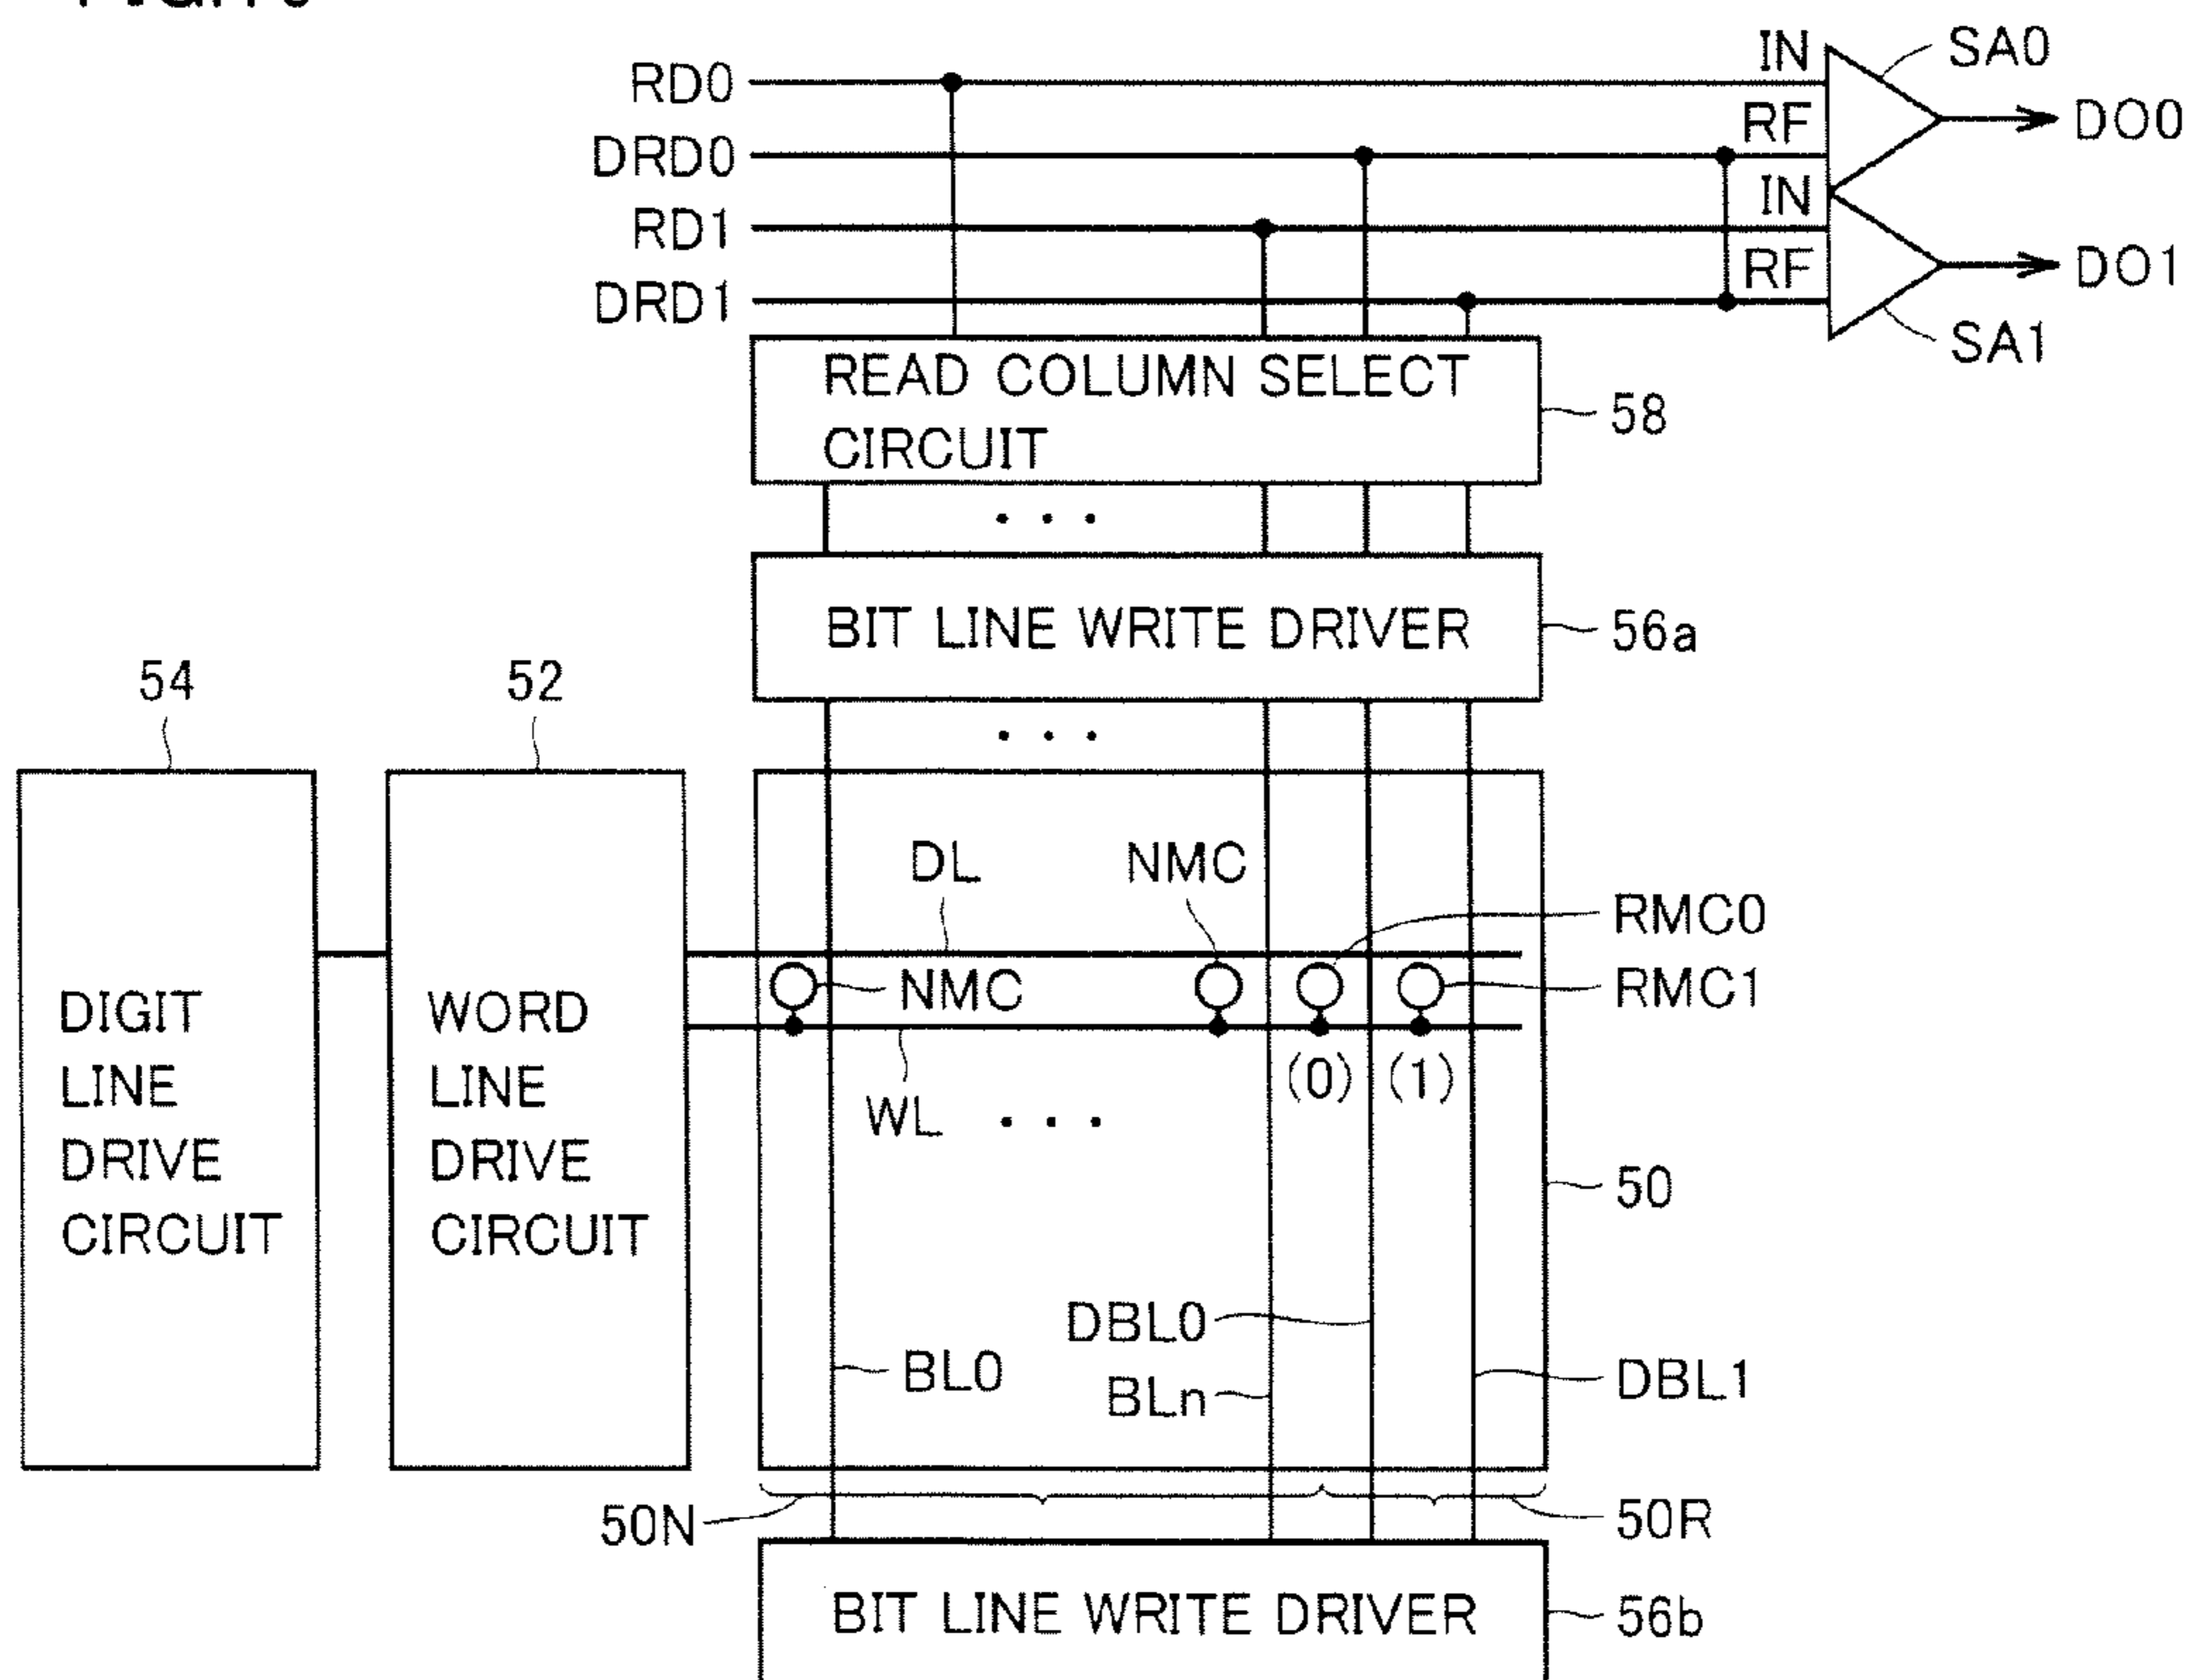 IN
SA0
RD0
RF
DO0
DRD0
IN
RD1
RF
DO1
DRD1
SA1
READ COLUMN SELECT
CIRCUIT
58
. . .
BIT LINE WRITE DRIVER
56a
54
52
. . .
DL
NMC
RMC0
NMC
RMC1
DIGIT
LINE
DRIVE
CIRCUIT
WORD
LINE
DRIVE
CIRCUIT
(0)
(1)
WL
. . .
50
DBL0
BL0
BLn
DBL1
50N
50R
BIT LINE WRITE DRIVER
56b